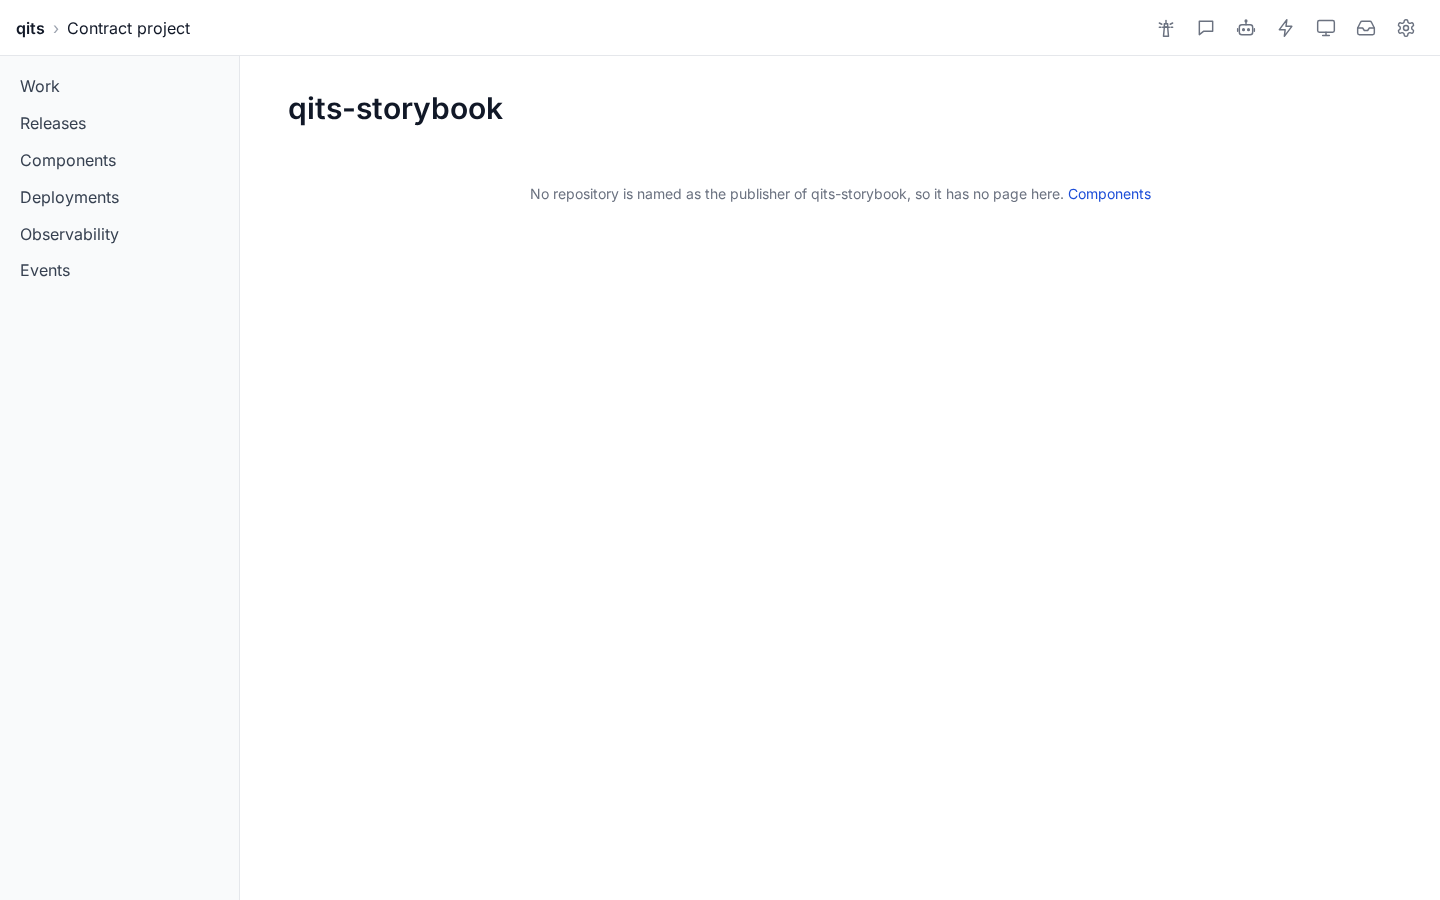 qits › Contract project
Work
Releases
Components
Deployments
Observability
Events
qits-storybook
No repository is named as the publisher of qits-storybook, so it has no page here. Components